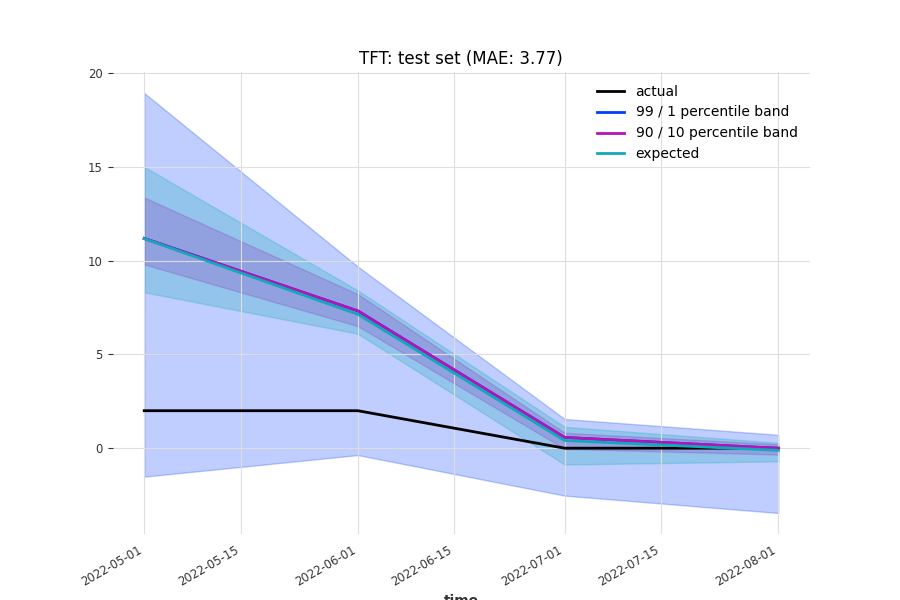 TFT: test set (MAE: 3.77)
20
15
10
5
0
actual
99 / 1 percentile band
90 / 10 percentile band
expected
2022-05-01
2022-05-15
2022-06-01
2022-06-15
2022-07-01
2022-07-15
2022-08-01
time